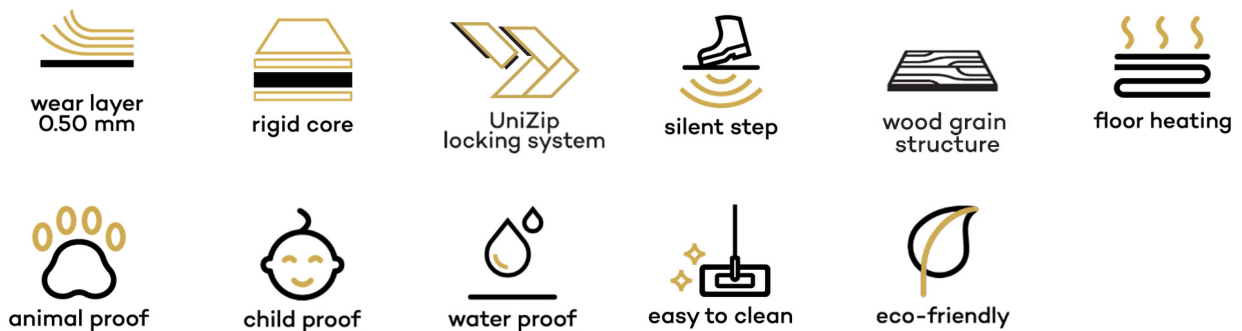 wear layer
0.50 mm
rigid core
UniZip
locking system
silent step
wood grain
structure
floor heating
animal proof
child proof
water proof
easy to clean
eco-friendly